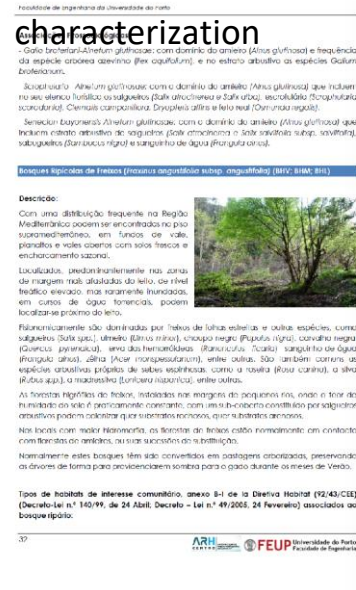 Faculdade de Engenharia da Universidade do Porto
characterization
- Galio broteriani-Alnetum glutinosae: com domínio do amieiro (Alnus glutinosa) e frequência
da espécie arbórea azevinho (Ilex aquifolium), e no estrato arbustivo as espécies Galium
broterianum.
Scrophulario - Alnetum glutinosae: com o domínio do amieiro (Alnus glutinosa) que incluem
no seu elenco florístico os salgueiros (Salix atrocinerea e Salix alba), escrofulária (Scrophularia
scorodonia), Clematis campaniflora, Dryopteris affinis e feto real (Osmunda regalis).
Senecion bayonensis Alnetum glutinosae: com o domínio do amieiro (Alnus glutinosa) que
incluem estrato arbustivo de salgueiros (Salix atrocinerea e Salix salviifolia subsp. salviifolia),
sabugueiros (Sambucus nigra) e sanguinho de água (Frangula alnus).
Bosques Ripícolas de Freixos (Fraxinus angustifolia subsp. angustifolia) (BHV; BHM; BHL)
Descrição:
Com uma distribuição frequente na Região
Mediterrânica podem ser encontradas no piso
supramediterrâneo, em fundos de vale,
planaltos e vales abertos com solos frescos e
encharcamento sazonal.
Localizados, predominantemente nas zonas
de margem mais afastadas do leito, de nível
freático elevado, mas raramente inundadas,
em cursos de água torrenciais, podem
localizar-se próximo do leito.
Fisionomicamente são dominadas por freixos de folhas estreitas e outras espécies, como
salgueiros (Salix spp.), ulmeiro (Ulmus minor), choupo negro (Populus nigra), carvalho negral
(Quercus pyrenaica), erva das hemorróideas (Ranunculus ficaria) sanguinho de água
(Frangula alnus), zêlha (Acer monspessulanum), entre outras. São também comuns as
espécies arbustivas próprias de sebes espinhosas, como a roseira (Rosa canina), a silva
(Rubus spp.), a madressilva (Lonicera hispanica), entre outras.
As florestas higrófilas de freixos, instaladas nas margens de pequenos rios, onde o teor de
humidade do solo é praticamente constante, com um sub-coberto constituído por salgueiros
arbustivos podem colonizar quer substratos rochosos, quer substratos arenosos.
Nos locais com maior hidromorfia, as florestas de freixos estão normalmente em contacto
com florestas de amieiros, ou suas sucessões de substituição.
Normalmente estes bosques têm sido convertidos em pastagens arborizadas, preservando
as árvores de forma para providenciarem sombra para o gado durante os meses de Verão.
Tipos de habitats de interesse comunitário, anexo B-I de la Diretiva Habitat (92/43/CEE)
(Decreto-Lei n.º 140/99, de 24 Abril; Decreto – Lei n.º 49/2005, 24 Fevereiro) associados ao
bosque ripário:
32
ARH
CENTRO
FEUP Universidade do Porto
Faculdade de Engenharia